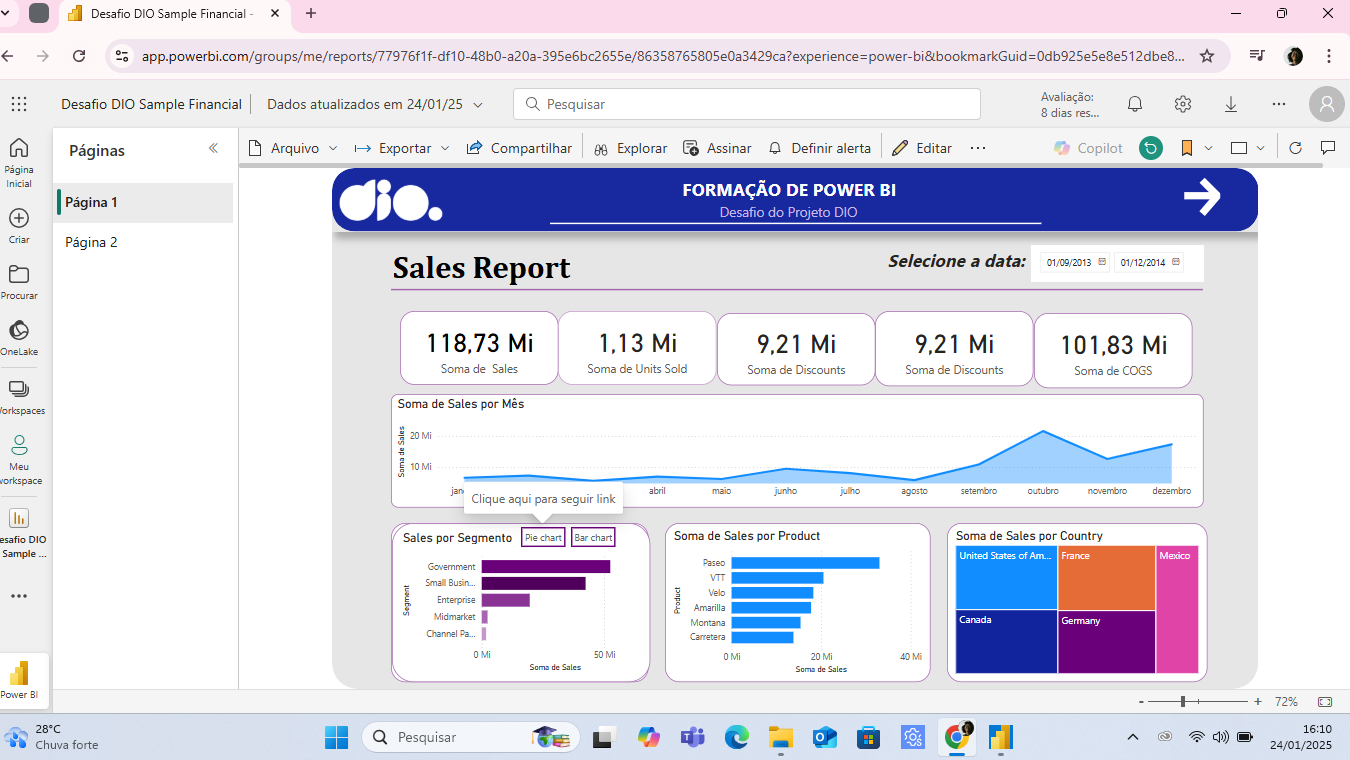 Desafio DIO Sample Financial -
app.powerbi.com/groups/me/reports/77976f1f-df10-48b0-a20a-395e6bc2655e/86358765805e0a3429ca?experience=power-bi&bookmarkGuid=0db925e5e8e512dbe8...
Desafio DIO Sample Financial
Dados atualizados em 24/01/25
Pesquisar
Avaliação:
8 dias res...
Página
Inicial
Criar
Procurar
OneLake
Workspaces
Meu
workspace
esafio DIO
Sample ...
Power BI
Páginas
Página 1
Página 2
Arquivo
Exportar
Compartilhar
Explorar
Assinar
Definir alerta
Editar
Copilot
dio.
FORMAÇÃO DE POWER BI
Desafio do Projeto DIO
Sales Report
Selecione a data:
01/09/2013
01/12/2014
118,73 Mi
Soma de Sales
1,13 Mi
Soma de Units Sold
9,21 Mi
Soma de Discounts
9,21 Mi
Soma de Discounts
101,83 Mi
Soma de COGS
Soma de Sales por Mês
Soma de Sales
20 Mi
10 Mi
jane
abril
maio
junho
julho
agosto
setembro
outubro
novembro
dezembro
Clique aqui para seguir link
Sales por Segmento
Pie chart
Bar chart
Segment
Government
Small Busin...
Enterprise
Midmarket
Channel Pa...
0 Mi
50 Mi
Soma de Sales
Soma de Sales por Product
Product
Paseo
VTT
Velo
Amarilla
Montana
Carretera
0 Mi
20 Mi
40 Mi
Soma de Sales
Soma de Sales por Country
United States of Am...
France
Mexico
Canada
Germany
- + 72%
28°C
Chuva forte
Pesquisar
16:10
24/01/2025